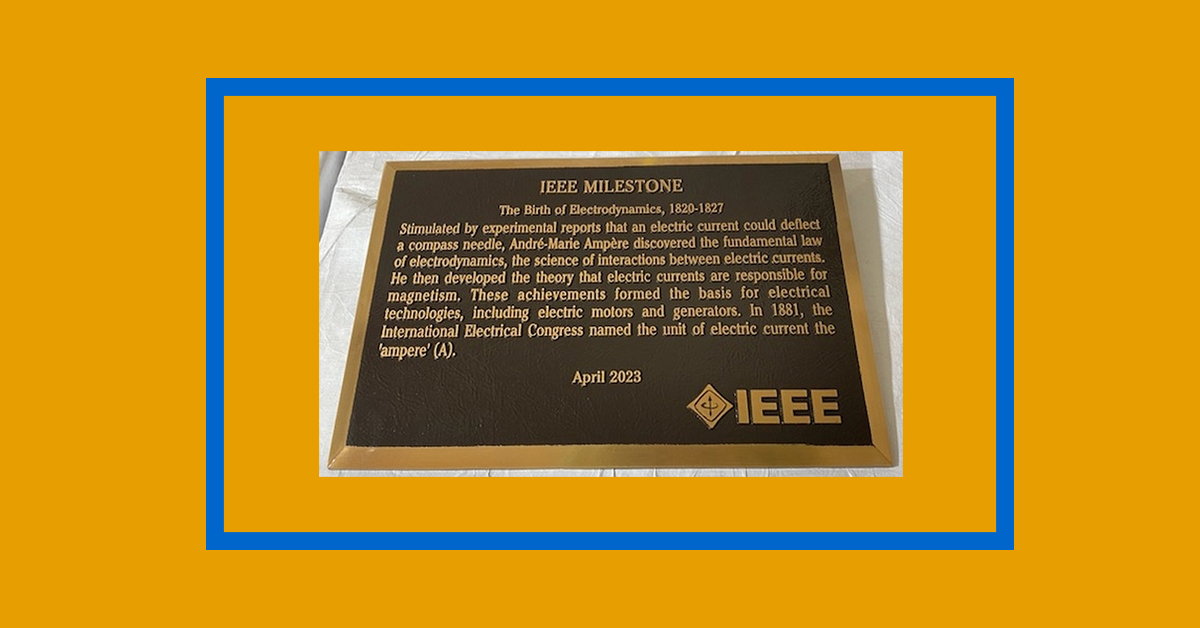 IEEE MILESTONE
The Birth of Electrodynamics, 1820-1827
Stimulated by experimental reports that an electric current could deflect
a compass needle, André-Marie Ampère discovered the fundamental law
of electrodynamics, the science of interactions between electric currents.
He then developed the theory that electric currents are responsible for
magnetism. These achievements formed the basis for electrical
technologies, including electric motors and generators. In 1881, the
International Electrical Congress named the unit of electric current the
'ampere' (A).
April 2023
IEEE